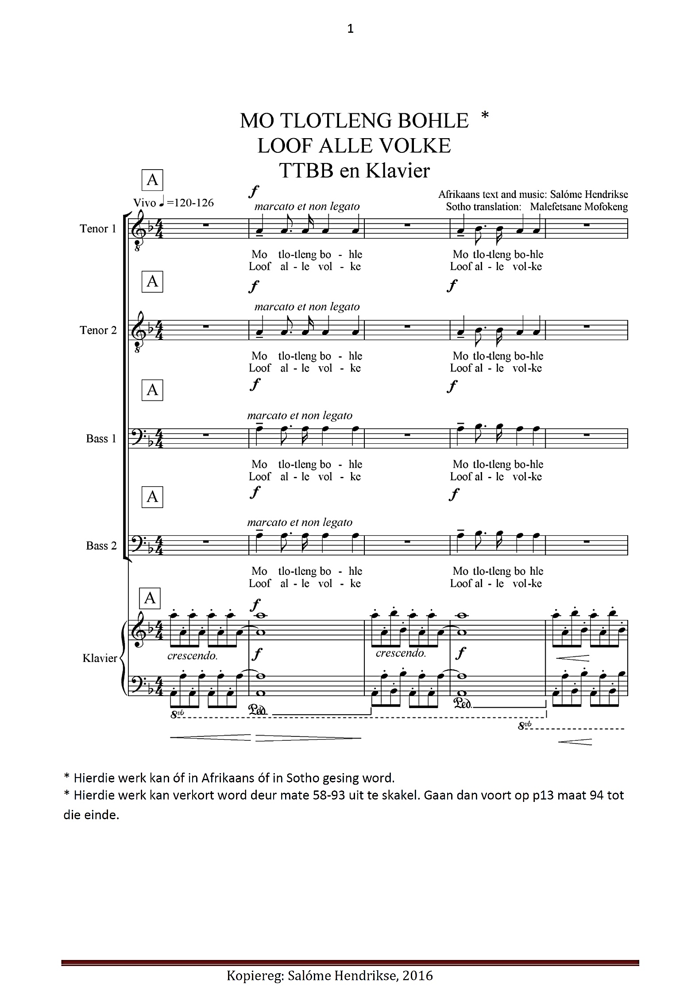 1
MO TLOTLENG BOHLE *
LOOF ALLE VOLKE
TTBB en Klavier
A
f
Vivo ♩=120-126
marcato et non legato
Afrikaans text and music: Salóme Hendrikse
Sotho translation: Malefetsane Mofokeng
Tenor 1
8
Mo tlo-tleng bo - hle Mo tlo-tleng bo-hle
Loof al - le vol - ke Loof al - le vol-ke
A
f f
marcato et non legato
Tenor 2
8
Mo tlo-tleng bo - hle Mo tlo-tleng bo-hle
Loof al - le vol - ke Loof al - le vol-ke
A
f f
marcato et non legato
Bass 1
Mo tlo-tleng bo - hle Mo tlo-tleng bo-hle
Loof al - le vol - ke Loof al - le vol-ke
A
f f
marcato et non legato
Bass 2
Mo tlo-tleng bo - hle Mo tlo-tleng bo hle
Loof al - le vol - ke Loof al - le vol-ke
A
f
crescendo. f crescendo. f
Klavier
Ped. Ped.
8vb
8vb
* Hierdie werk kan óf in Afrikaans óf in Sotho gesing word.
* Hierdie werk kan verkort word deur mate 58-93 uit te skakel. Gaan dan voort op p13 maat 94 tot
die einde.
Kopiereg: Salóme Hendrikse, 2016